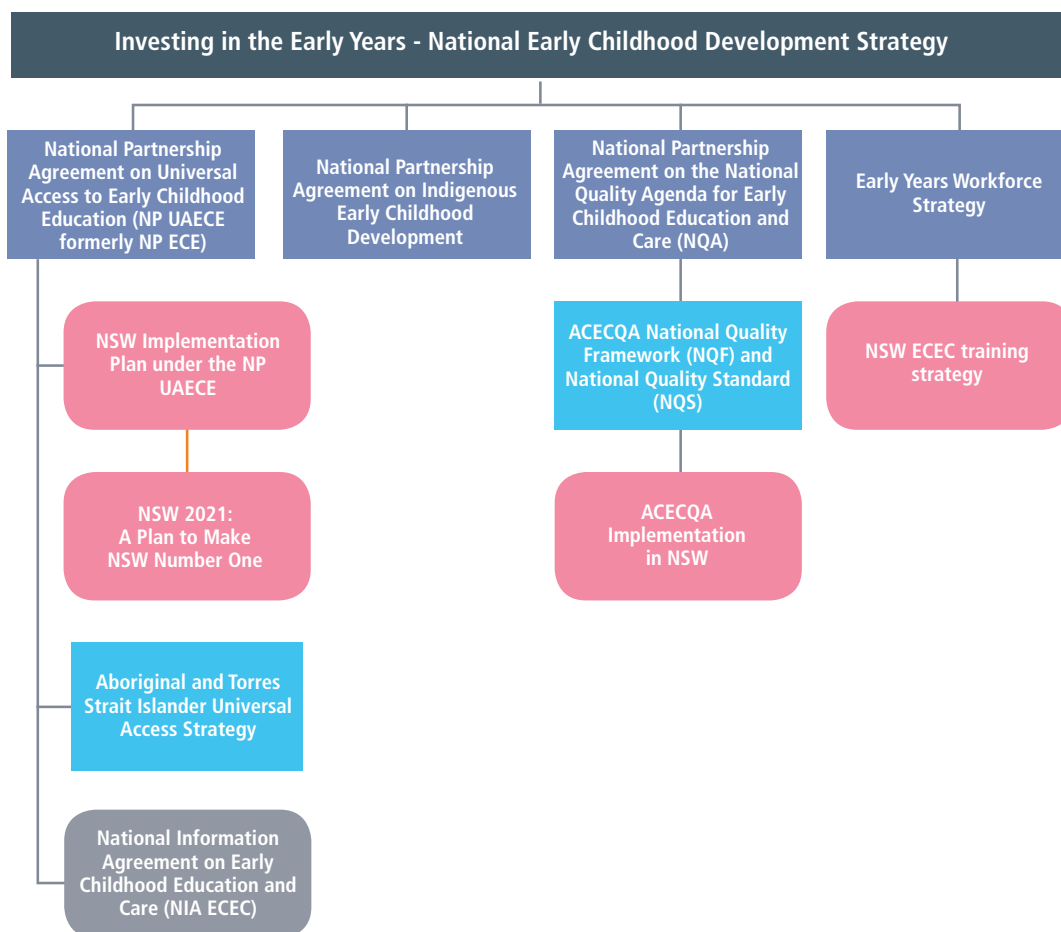 Investing in the Early Years - National Early Childhood Development Strategy
National Partnership
Agreement on Universal
Access to Early Childhood
Education (NP UAECE
formerly NP ECE)
National Partnership
Agreement on Indigenous
Early Childhood
Development
National Partnership
Agreement on the National
Quality Agenda for Early
Childhood Education and
Care (NQA)
Early Years Workforce
Strategy
NSW Implementation
Plan under the NP
UAECE
ACECQA National Quality
Framework (NQF) and
National Quality Standard
(NQS)
NSW ECEC training
strategy
NSW 2021:
A Plan to Make
NSW Number One
ACECQA
Implementation
in NSW
Aboriginal and Torres
Strait Islander Universal
Access Strategy
National Information
Agreement on Early
Childhood Education and
Care (NIA ECEC)